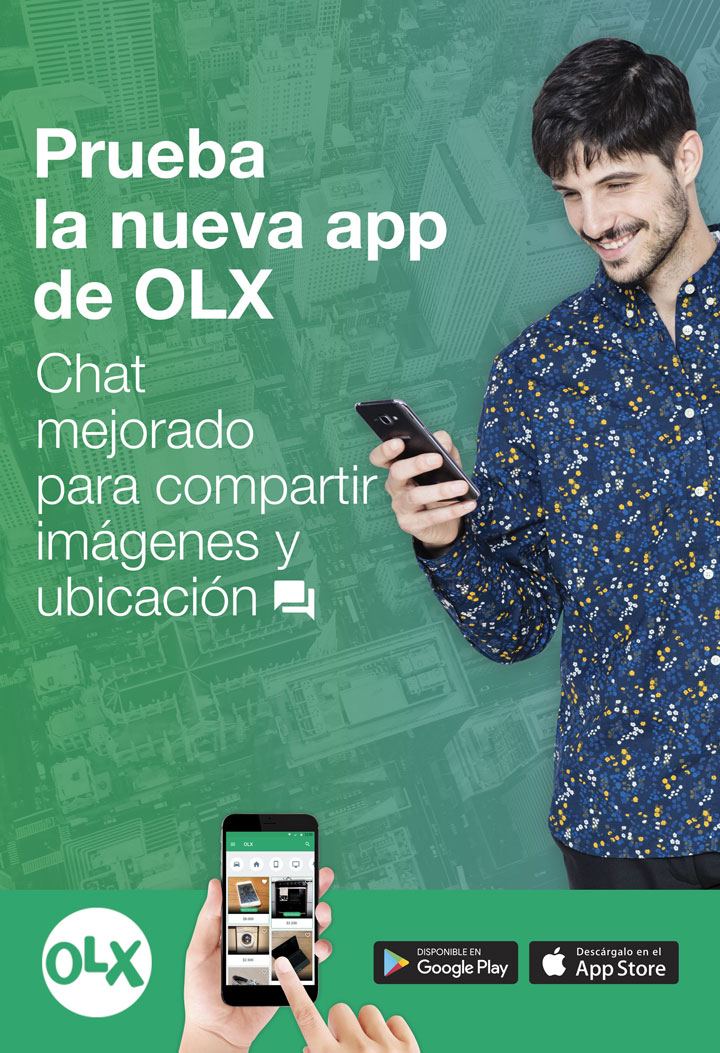 Prueba
la nueva app
de OLX
Chat
mejorado
para compartir
imágenes y
ubicación
OLX
OLX
DISPONIBLE EN
Google Play
Descárgalo en el
App Store